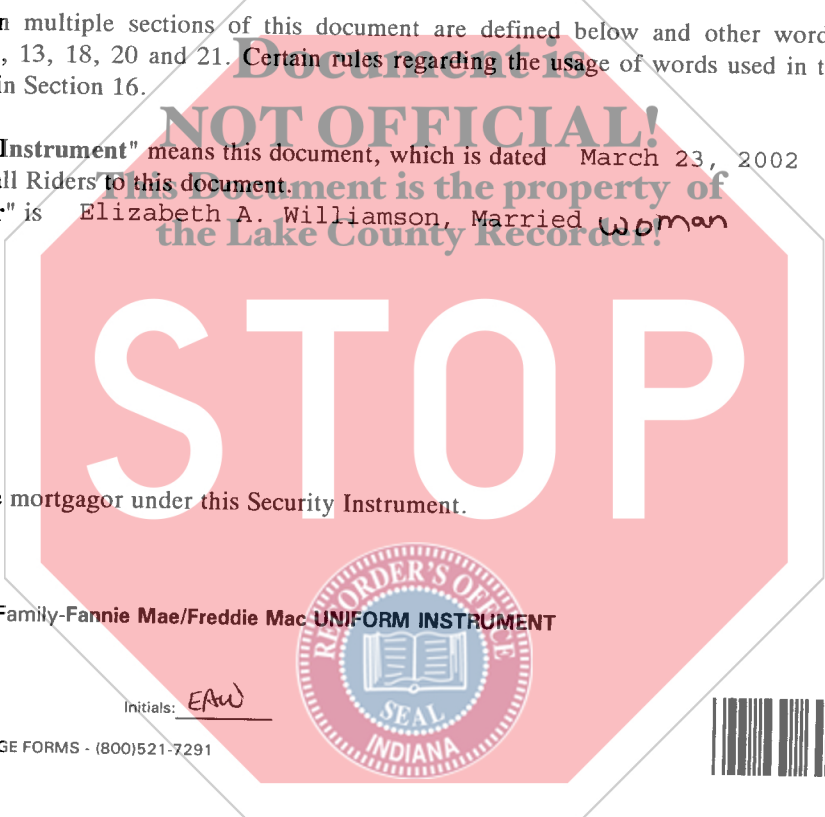 n multiple sections of this document are defined below and other word
, 13, 18, 20 and 21. Certain rules regarding the usage of words used in t
in Section 16.
Document is
NOT OFFICIAL!
This Document is the property of
the Lake County Recorder!
Instrument" means this document, which is dated March 23, 2002
ll Riders to this document.
" is Elizabeth A. Williamson, Married woman
STOP
mortgagor under this Security Instrument.
Family-Fannie Mae/Freddie Mac UNIFORM INSTRUMENT
RECORDER'S OFFICE
SEAL
INDIANA
Initials: EAW
GE FORMS - (800)521-7291